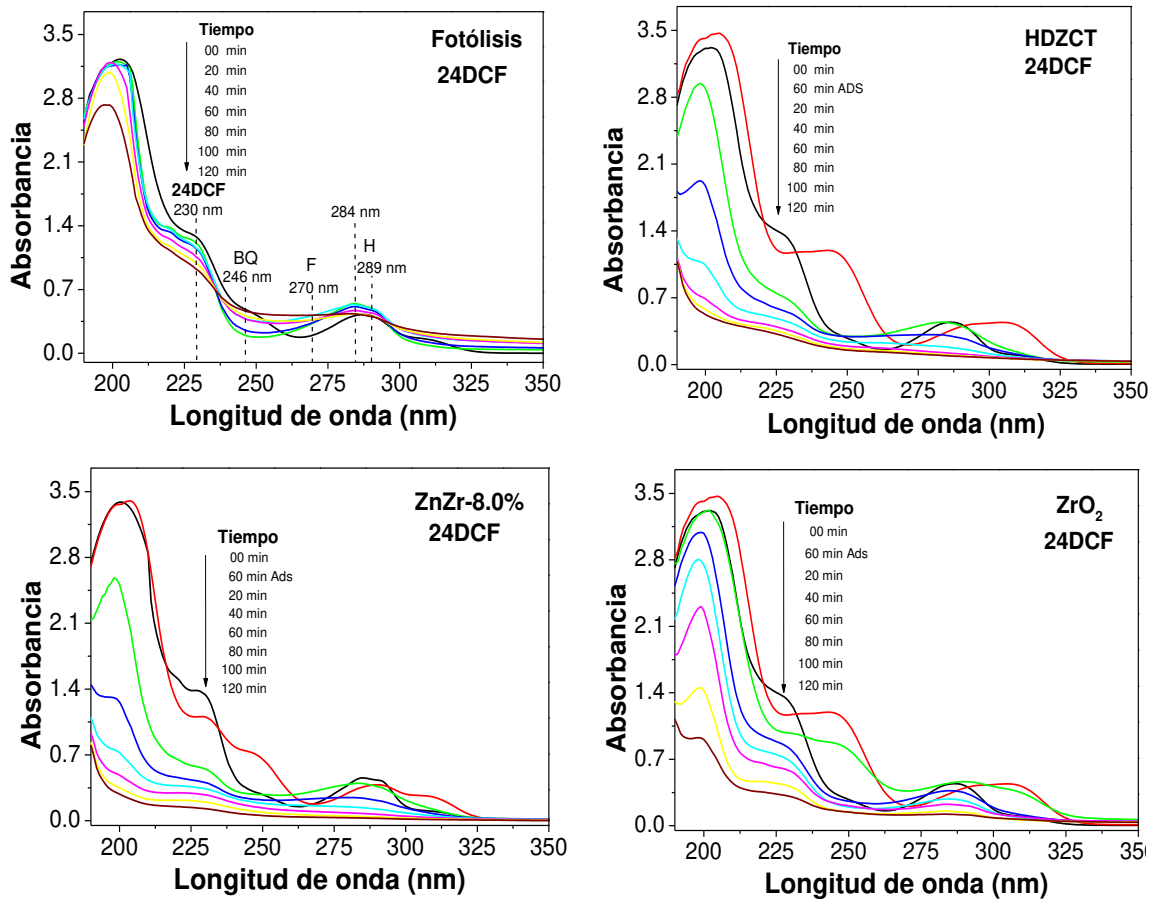 Fotólisis
24DCF
Tiempo
00 min
20 min
40 min
60 min
80 min
100 min
120 min
24DCF
230 nm
BQ
246 nm
F
270 nm
284 nm
H
289 nm
Absorbancia
3.5
2.8
2.1
1.4
0.7
0.0
200 225 250 275 300 325 350
Longitud de onda (nm)
HDZCT
24DCF
Tiempo
00 min
60 min ADS
20 min
40 min
60 min
80 min
100 min
120 min
Absorbancia
3.5
2.8
2.1
1.4
0.7
0.0
200 225 250 275 300 325 350
Longitud de onda (nm)
ZnZr-8.0%
24DCF
Tiempo
00 min
60 min Ads
20 min
40 min
60 min
80 min
100 min
120 min
Absorbancia
3.5
2.8
2.1
1.4
0.7
0.0
200 225 250 275 300 325 350
Longitud de onda (nm)
ZrO₂
24DCF
Tiempo
00 min
60 min Ads
20 min
40 min
60 min
80 min
100 min
120 min
Absorbancia
3.5
2.8
2.1
1.4
0.7
0.0
200 225 250 275 300 325 350
Longitud de onda (nm)